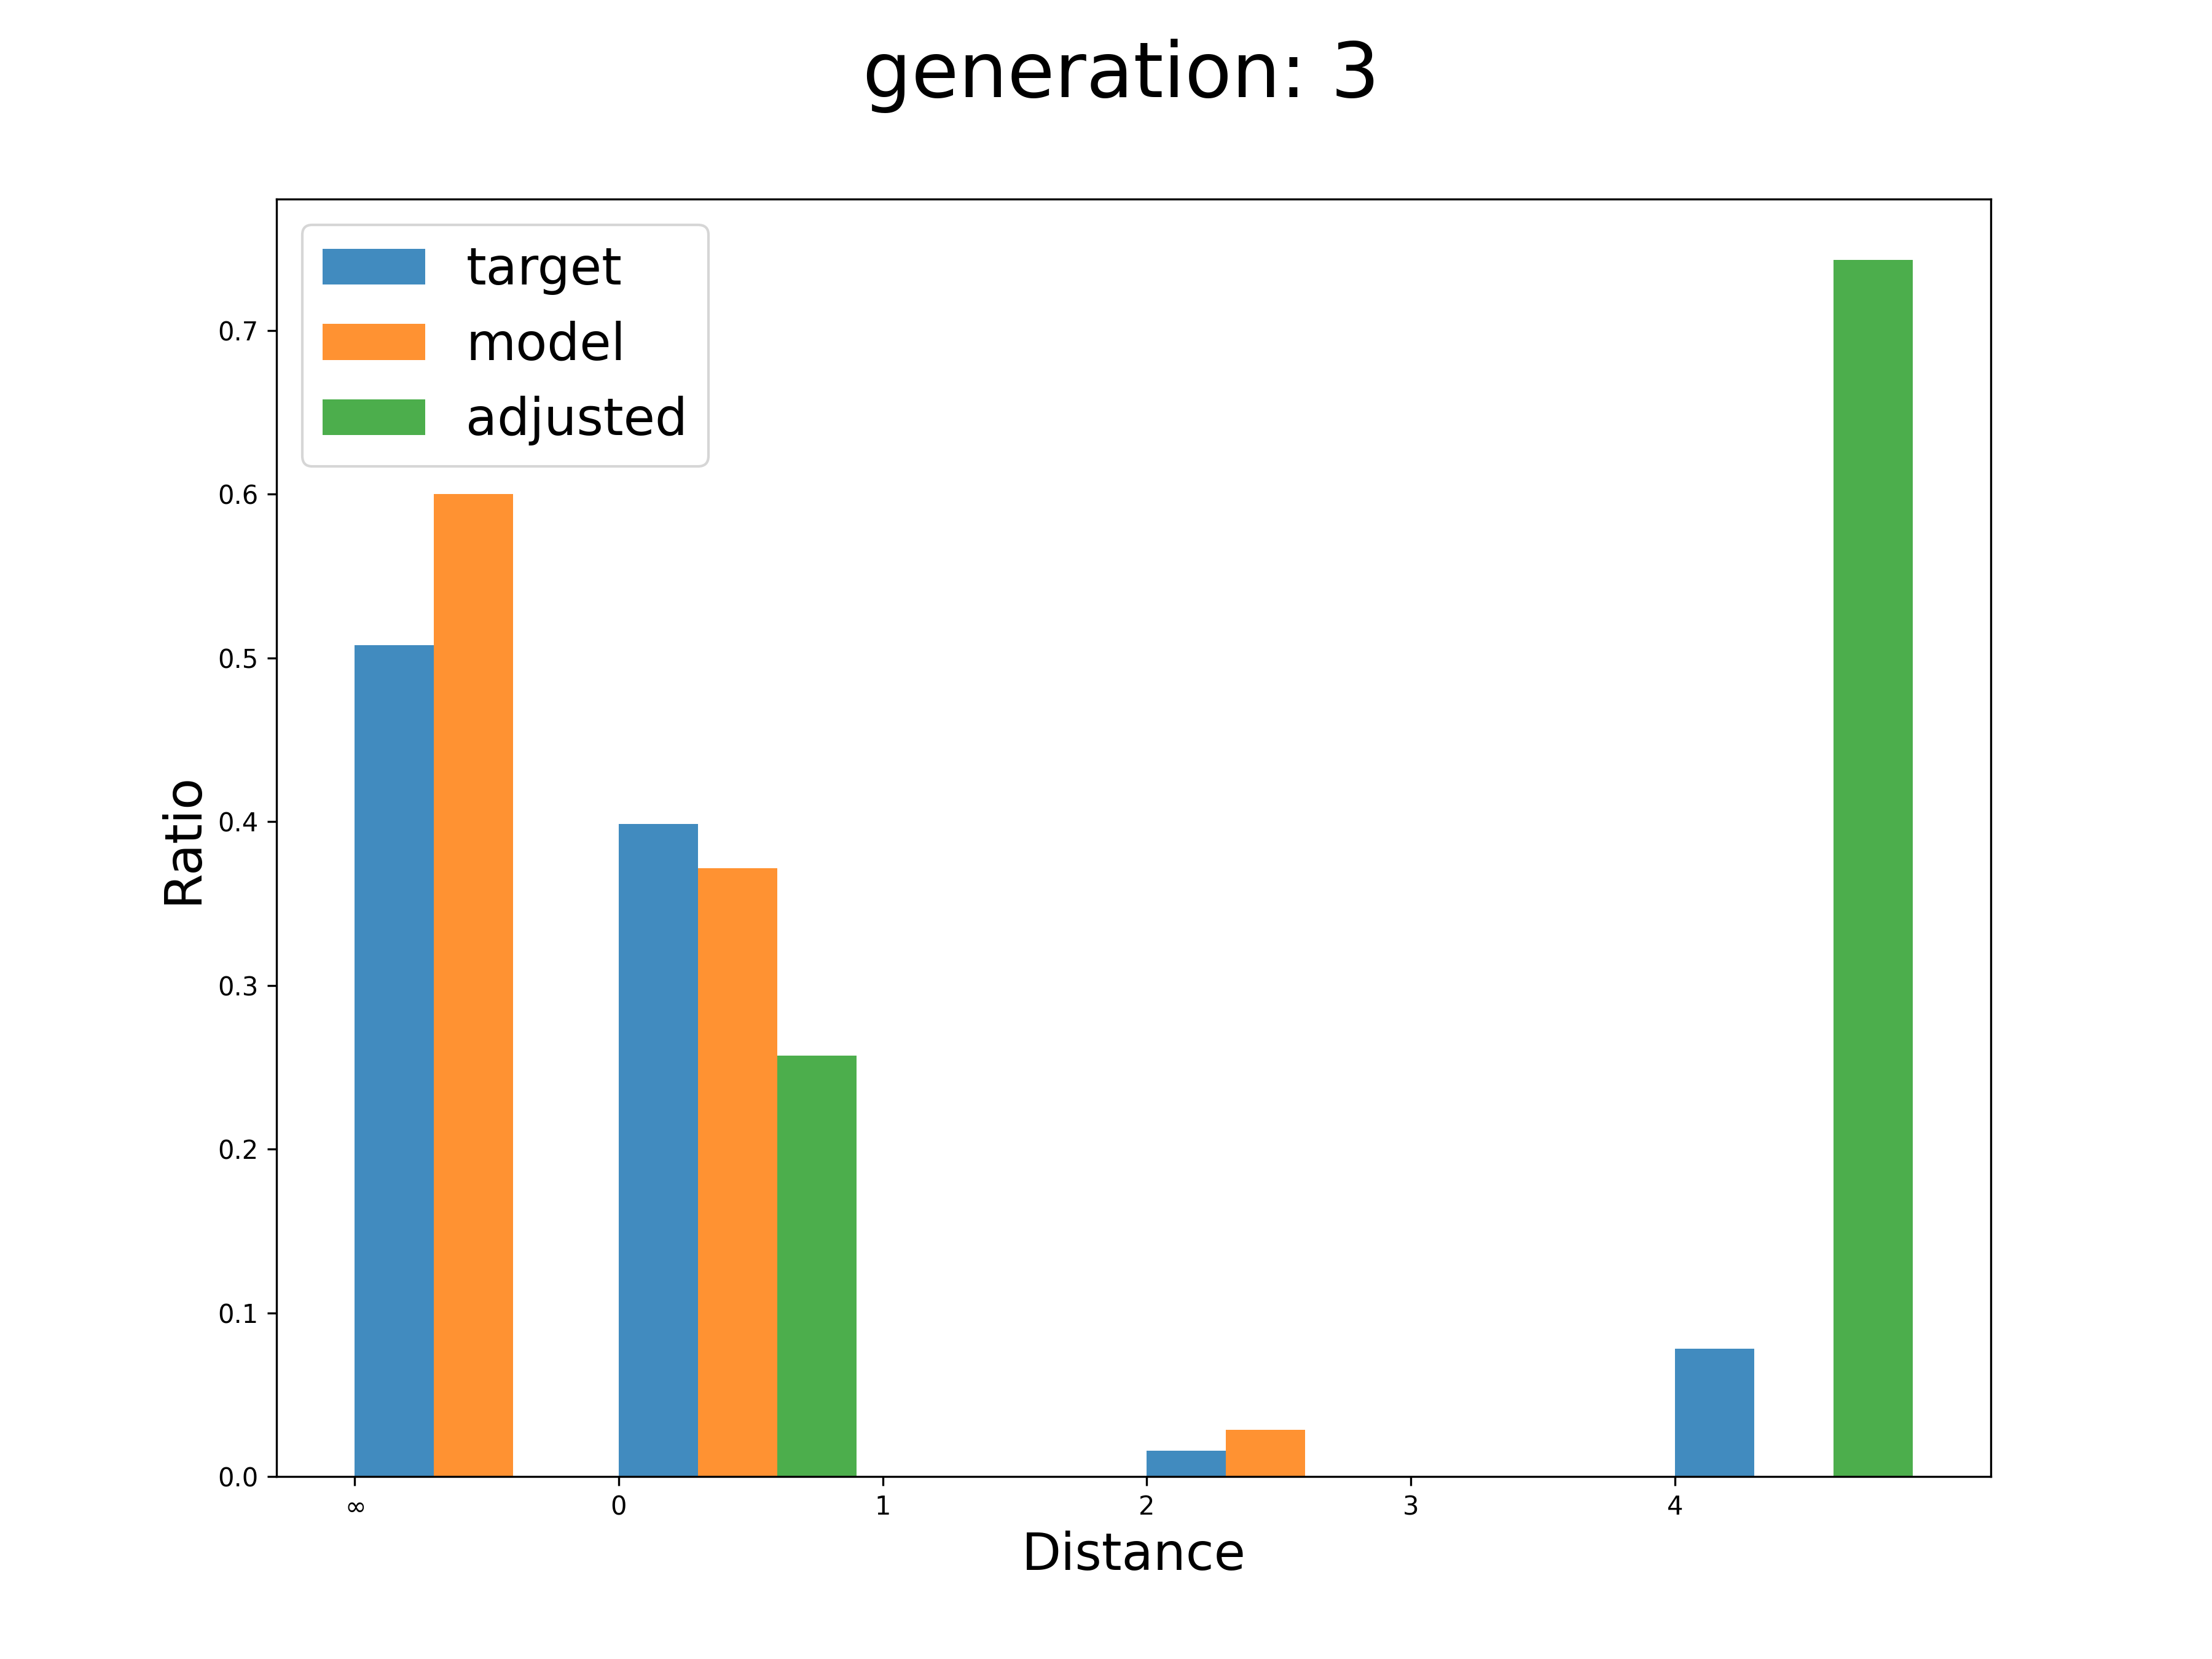 generation: 3
target
model
adjusted
Ratio
0.7
0.6
0.5
0.4
0.3
0.2
0.1
0.0
∞ 0 1 2 3 4
Distance